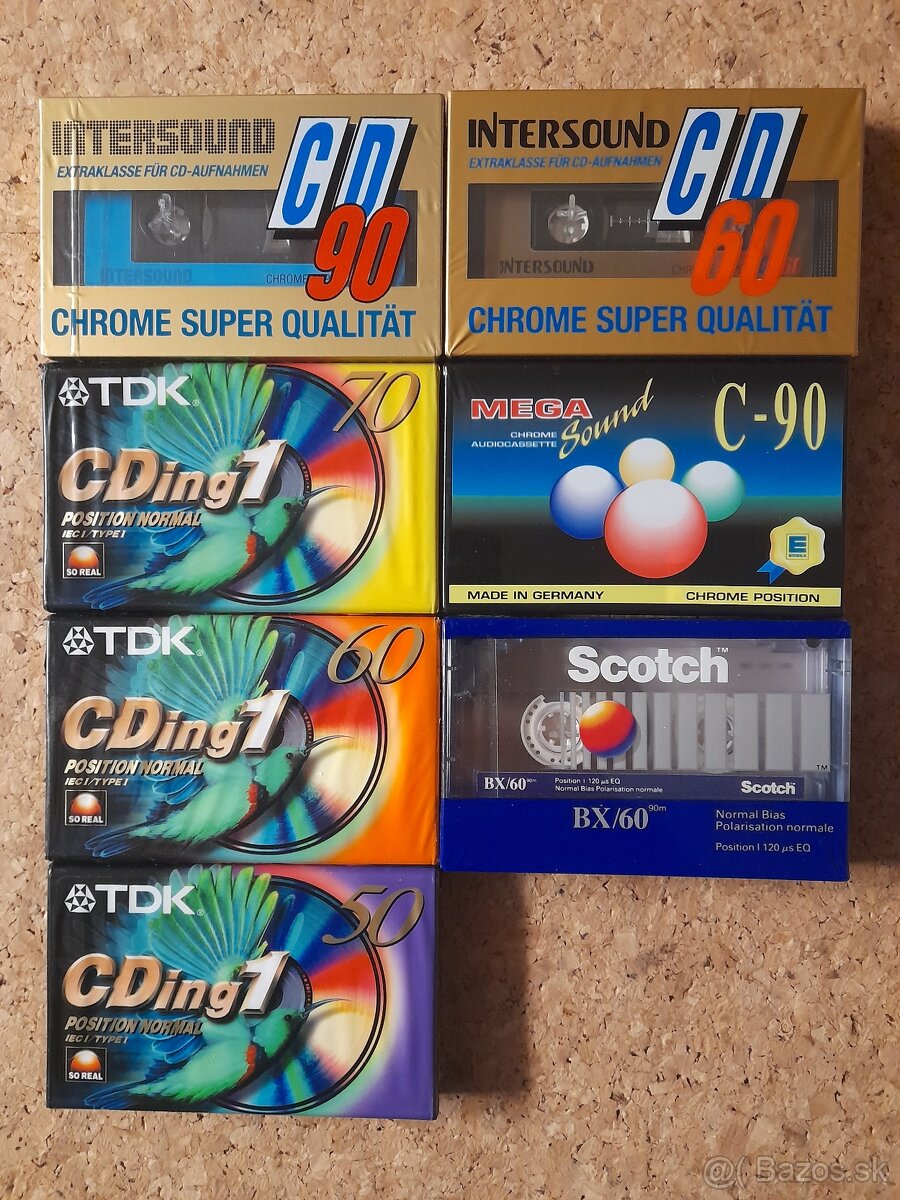 INTERSOUND
EXTRAKLASSE FÜR CD-AUFNAHMEN
CD
90
INTERSOUND
CHROME
CHROME SUPER QUALITÄT
INTERSOUND
EXTRAKLASSE FÜR CD-AUFNAHMEN
CD
60
INTERSOUND
CHROME SUPER QUALITÄT
TDK
70
CDing1
POSITION NORMAL
IEC I / TYPE I
SO REAL
MEGA
Sound
CHROME
AUDIOCASSETTE
C-90
E
EDEKA
MADE IN GERMANY
CHROME POSITION
TDK
60
CDing1
POSITION NORMAL
IEC I / TYPE I
SO REAL
Scotch™
TM
BX/60 90m
Position I 120 µs EQ
Normal Bias Polarisation normale
Scotch
BX/60 90m
Normal Bias
Polarisation normale
Position I 120 µs EQ
TDK
50
CDing1
POSITION NORMAL
IEC I / TYPE I
SO REAL
@( Bazos.sk